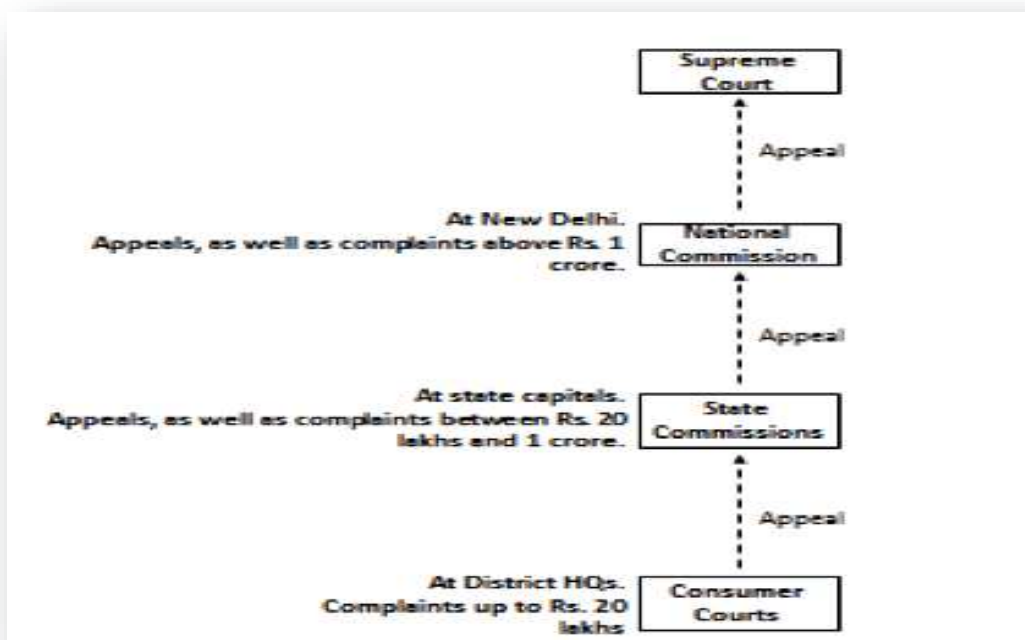 Supreme
Court
Appeal
At New Delhi.
Appeals, as well as complaints above Rs. 1
crore.
National
Commission
Appeal
At state capitals.
Appeals, as well as complaints between Rs. 20
lakhs and 1 crore.
State
Commissions
Appeal
At District HQs.
Complaints up to Rs. 20
lakhs
Consumer
Courts